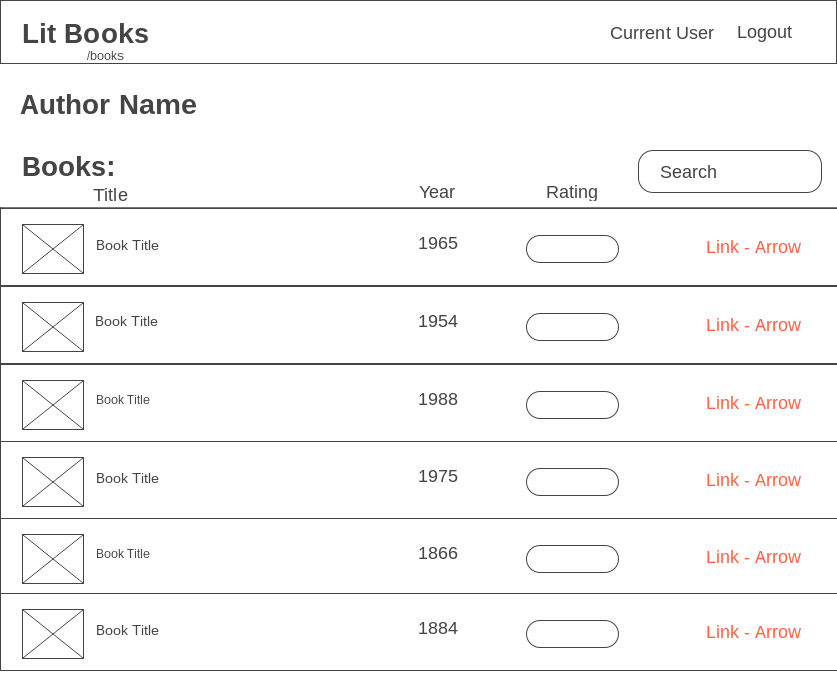 Lit Books
/books
Current User Logout
Author Name
Books:
Search
Title Year Rating
Book Title 1965 Link - Arrow
Book Title 1954 Link - Arrow
Book Title 1988 Link - Arrow
Book Title 1975 Link - Arrow
Book Title 1866 Link - Arrow
Book Title 1884 Link - Arrow